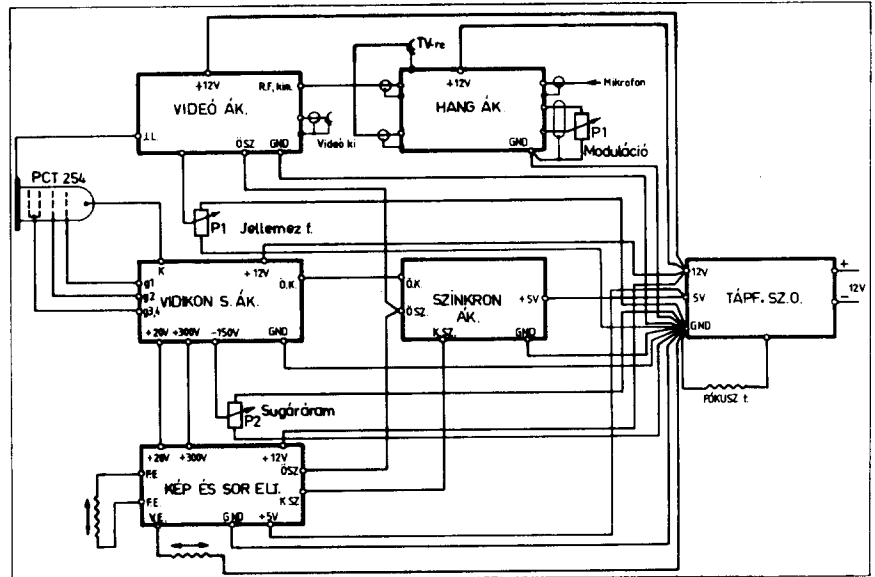 TV-re
+12V
R.F. kim.
VIDEÓ ÁK.
Videó ki
J.L.
ÖSZ
GND
+12V
HANG ÁK.
Mikrofon
P1
Moduláció
GND
PCT 254
P1 Jellemez f.
K
+12V
Ö.K.
g1
g2
g3,4
VIDIKON S. ÁK.
+20V
+300V
-150V
GND
Ö.K.
ÖSZ.
SZÍNKRON
ÁK.
+5V
K.SZ.
GND
12V
5V
GND
TÁPF. SZ.O.
+
12V
−
FÓKUSZ t.
P2
Sugáráram
+20V
+300V
+12V
ÖSZ
K.SZ
F.E.
V.E.
GND
+5V
KÉP ÉS SOR ELT.